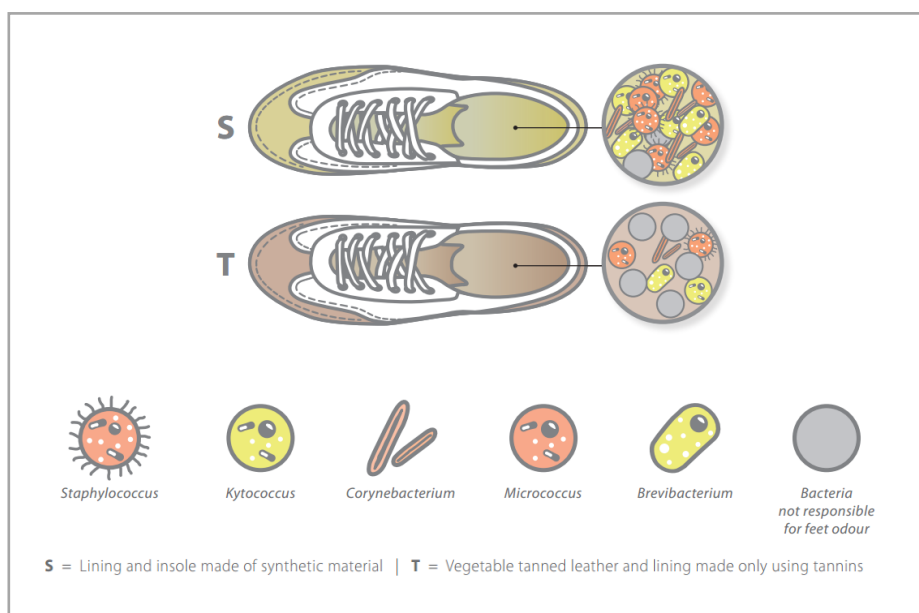 S
T
Staphylococcus
Kytococcus
Corynebacterium
Micrococcus
Brevibacterium
Bacteria
not responsible
for feet odour
S = Lining and insole made of synthetic material | T = Vegetable tanned leather and lining made only using tannins